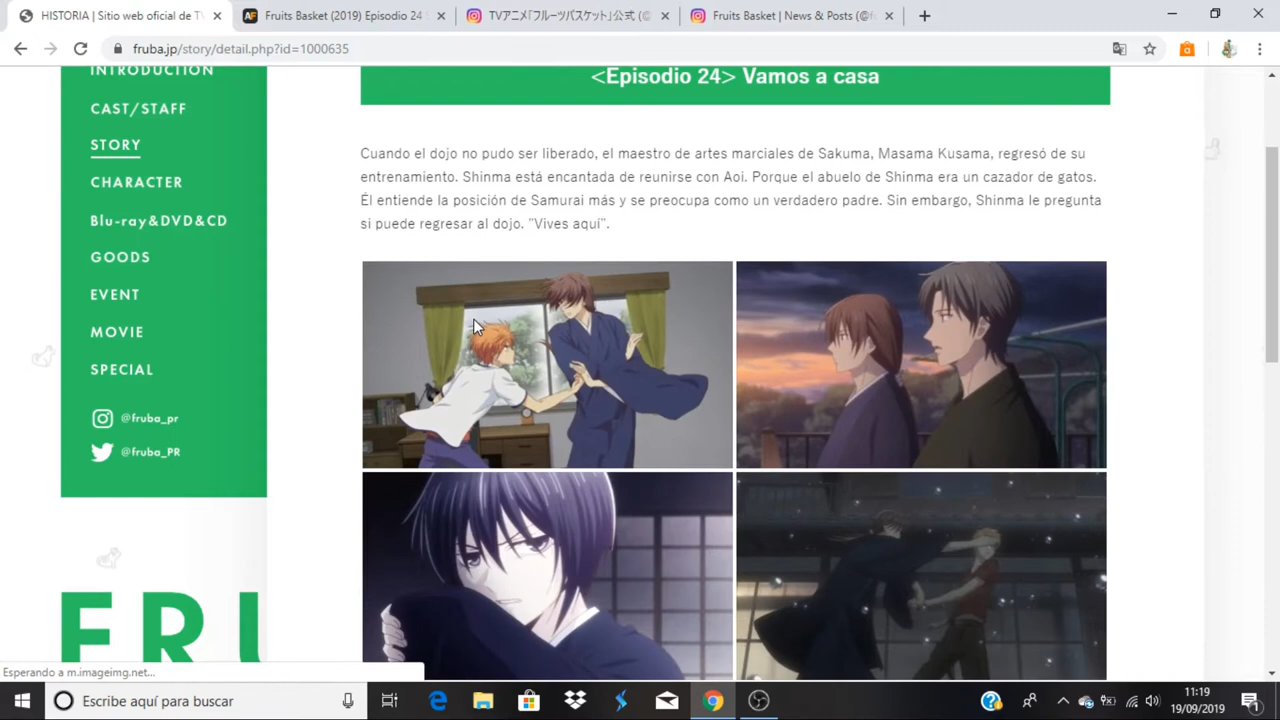 HISTORIA | Sitio web oficial de TV
Fruits Basket (2019) Episodio 24
TVアニメ「フルーツバスケット」公式 (@
Fruits Basket | News & Posts (@f
fruba.jp/story/detail.php?id=1000635
INTRODUCTION
CAST/STAFF
STORY
CHARACTER
Blu-ray&DVD&CD
GOODS
EVENT
MOVIE
SPECIAL
@fruba_pr
@fruba_PR
FRU
<Episodio 24> Vamos a casa
Cuando el dojo no pudo ser liberado, el maestro de artes marciales de Sakuma, Masama Kusama, regresó de su
entrenamiento. Shinma está encantada de reunirse con Aoi. Porque el abuelo de Shinma era un cazador de gatos.
Él entiende la posición de Samurai más y se preocupa como un verdadero padre. Sin embargo, Shinma le pregunta
si puede regresar al dojo. "Vives aquí".
Esperando a m.imageimg.net...
Escribe aquí para buscar
11:19
19/09/2019